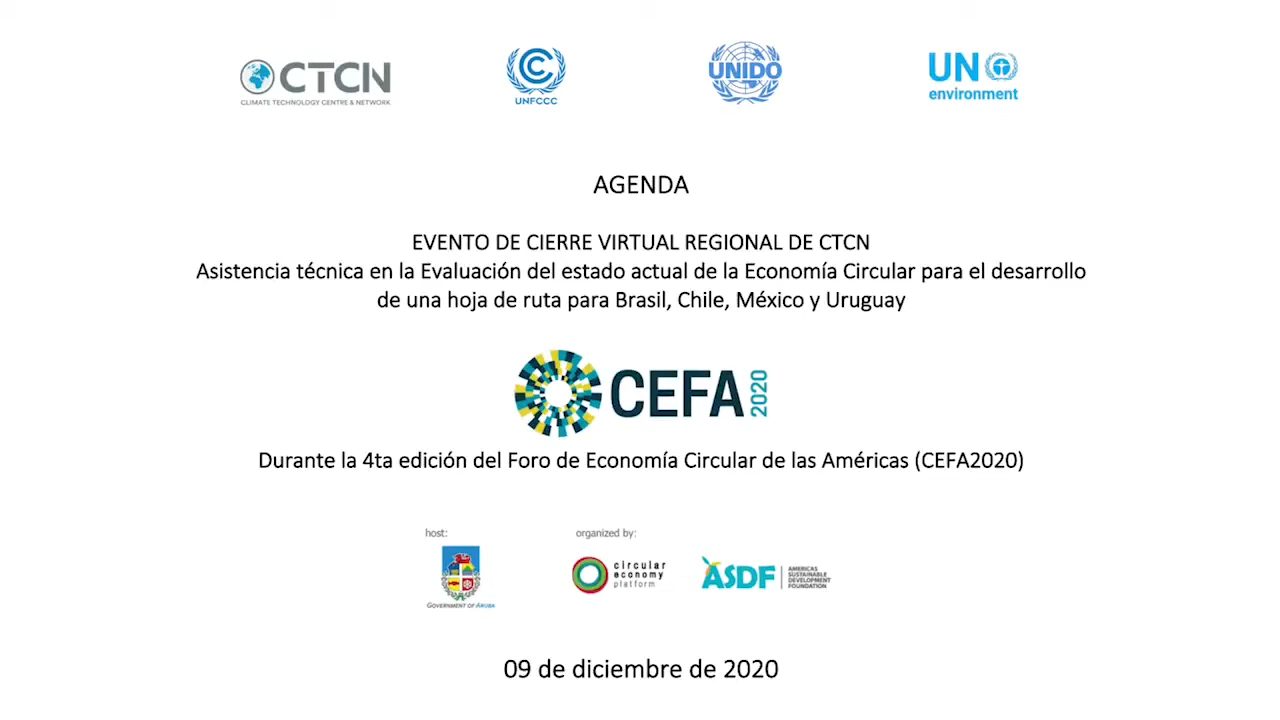 CTCN
CLIMATE TECHNOLOGY CENTRE & NETWORK
UNFCCC
UNIDO
UN
environment
AGENDA
EVENTO DE CIERRE VIRTUAL REGIONAL DE CTCN
Asistencia técnica en la Evaluación del estado actual de la Economía Circular para el desarrollo
de una hoja de ruta para Brasil, Chile, México y Uruguay
CEFA 2020
Durante la 4ta edición del Foro de Economía Circular de las Américas (CEFA2020)
host:
organized by:
GOVERNMENT OF ARUBA
circular
economy
platform
ASDF
AMERICAS
SUSTAINABLE
DEVELOPMENT
FOUNDATION
09 de diciembre de 2020